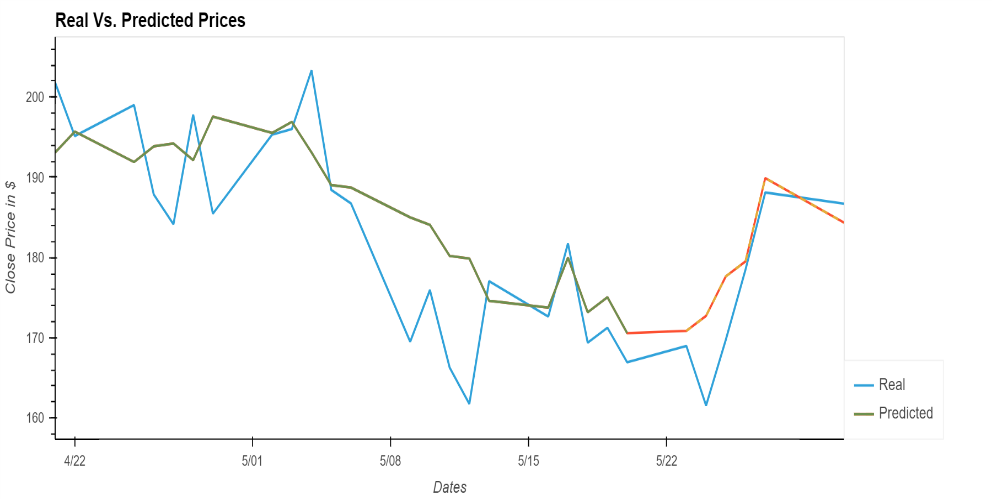 Real Vs. Predicted Prices
200
190
180
170
160
Close Price in $
4/22 5/01 5/08 5/15 5/22
Dates
Real
Predicted